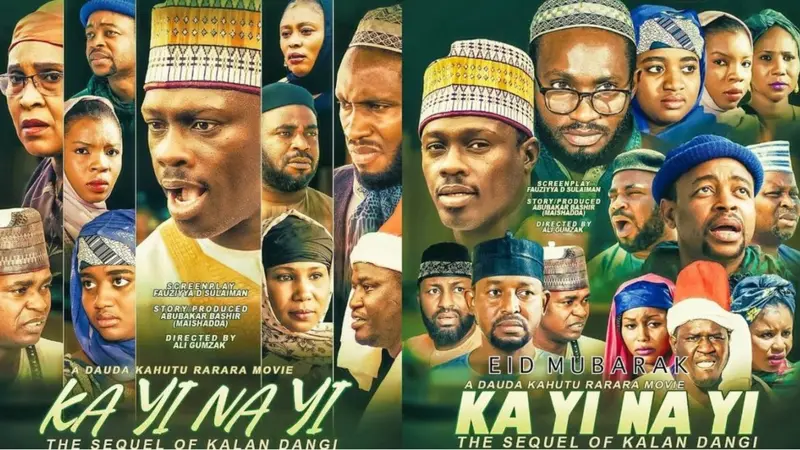 SCREENPLAY
FAUZIYYA D SULAIMAN
STORY/PRODUCED
ABUBAKAR BASHIR
(MAISHADDA)
DIRECTED BY
ALI GUMZAK
A DAUDA KAHUTU RARARA MOVIE
KA YI NA YI
THE SEQUEL OF KALAN DANGI
SCREENPLAY
FAUZIYYA D SULAIMAN
STORY/PRODUCED
ABUBAKAR BASHIR
(MAISHADDA)
DIRECTED BY
ALI GUMZAK
EID MUBARAK
A DAUDA KAHUTU RARARA MOVIE
KA YI NA YI
THE SEQUEL OF KALAN DANGI